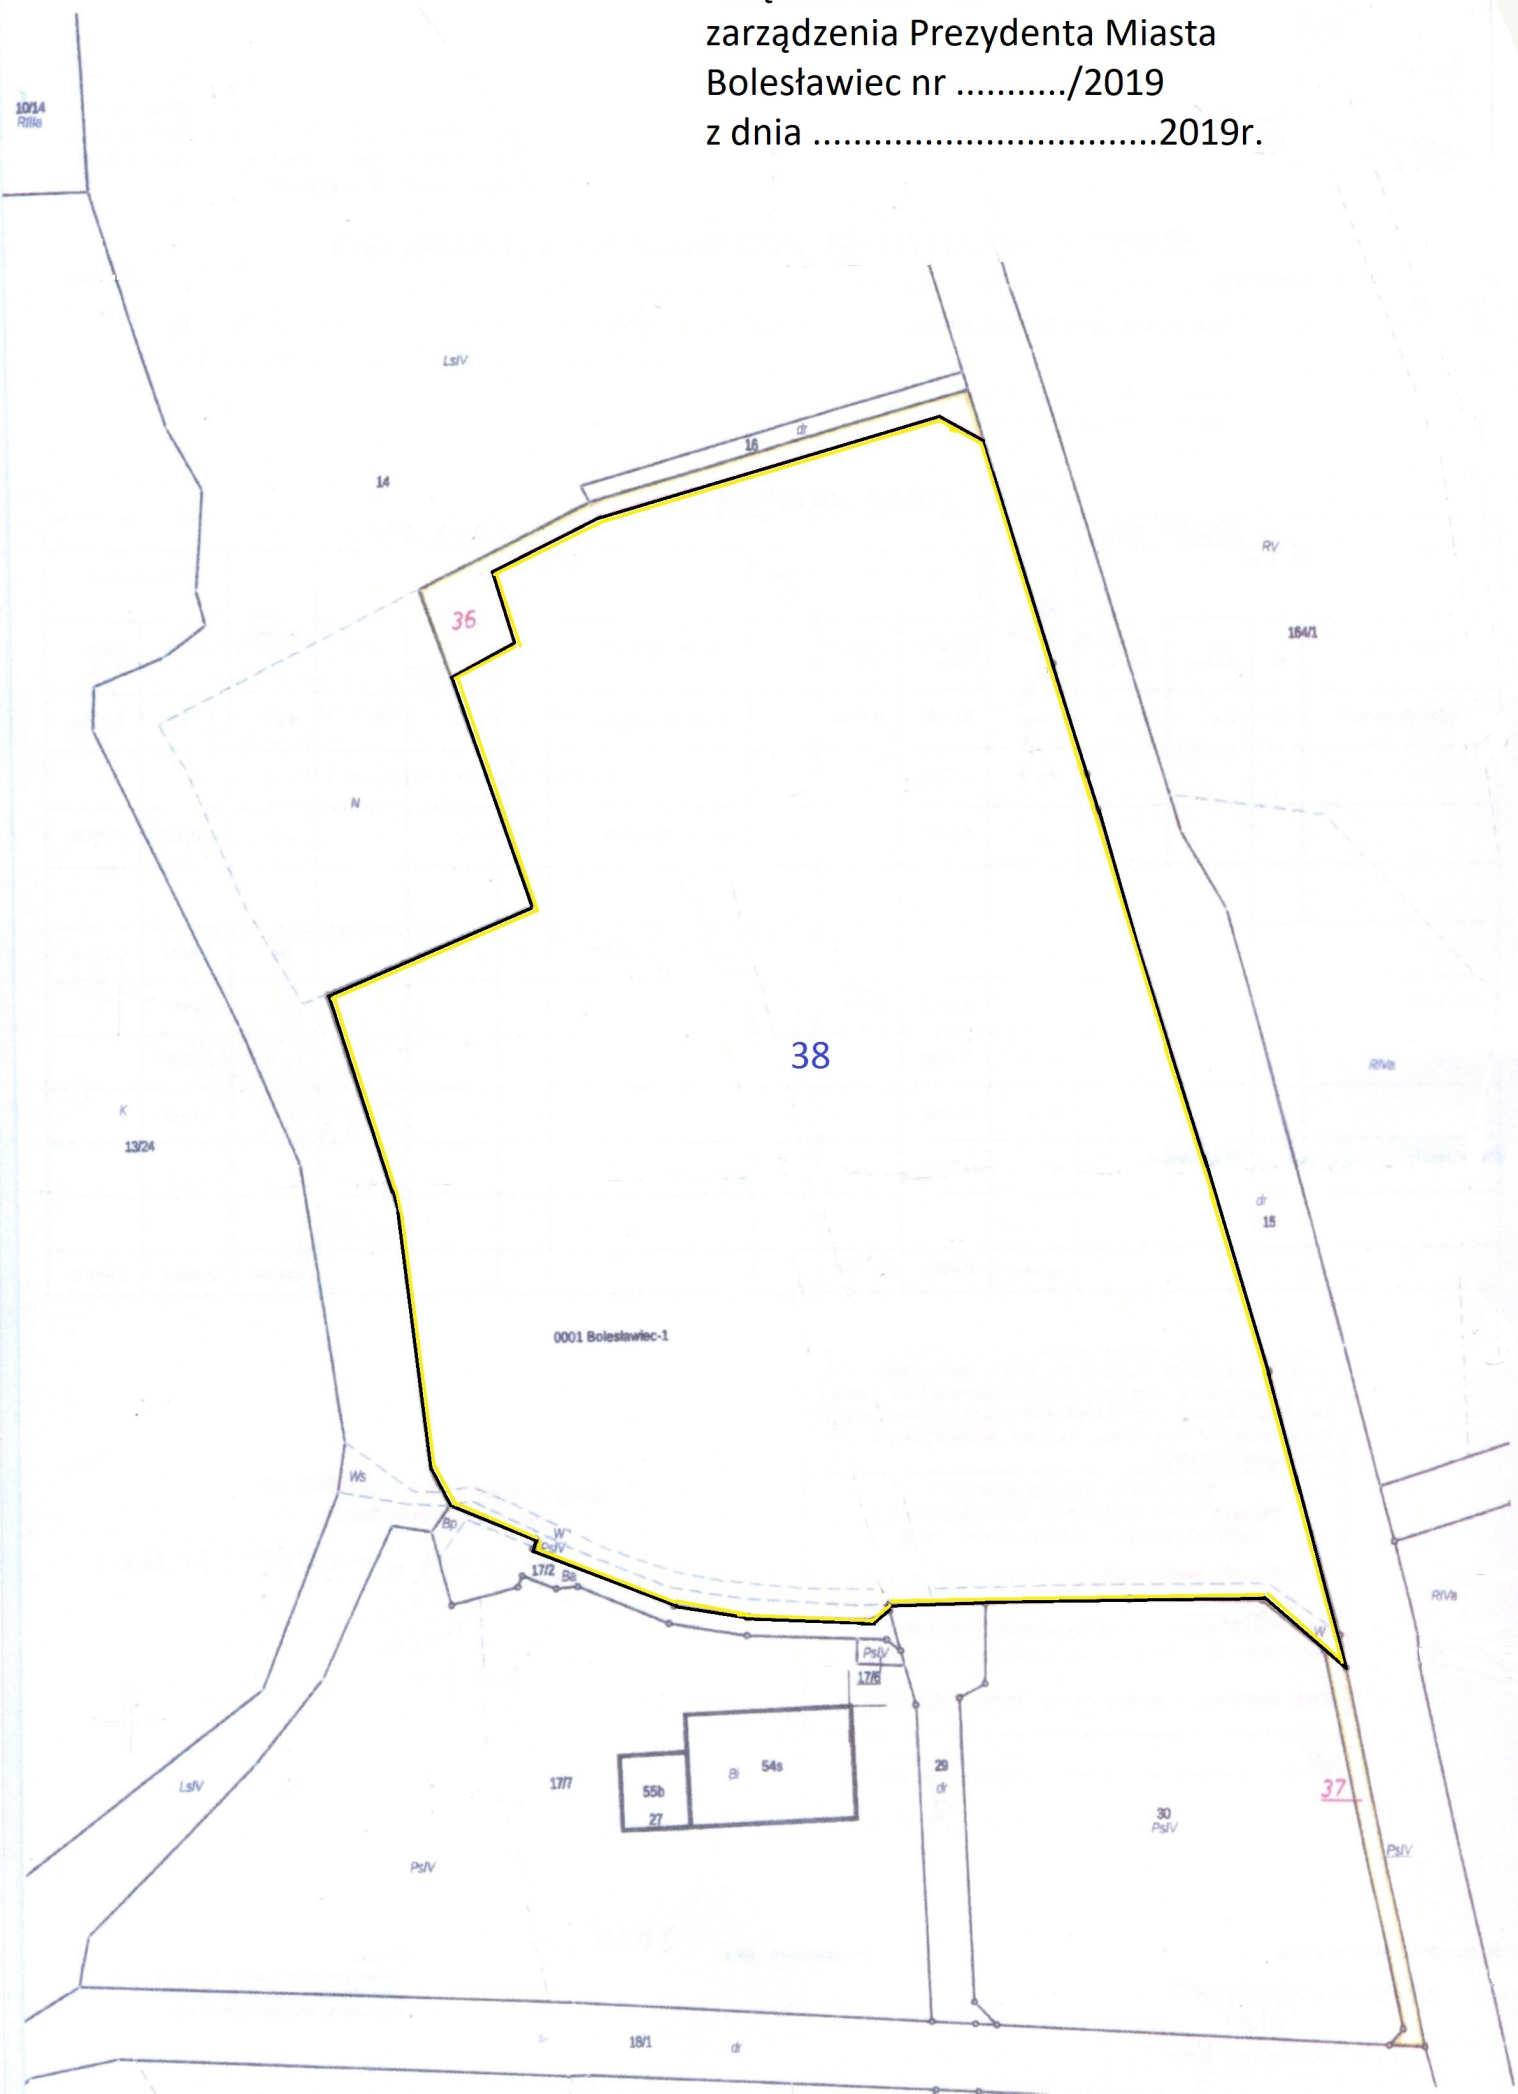 zarządzenia Prezydenta Miasta
Bolesławiec nr .........../2019
z dnia ..................................2019r.
10/14
RIIIa
LsIV
dr
16
14
RV
36
164/1
N
38
RIVa
K
13/24
dr
15
0001 Bolesławiec-1
Ws
Bp
W
PsIV
17/2
Ba
RIVa
W
PsIV
17/6
54s
Bi
29
17/7
55b
LsIV
dr
37
27
30
PsIV
PsIV
PsIV
18/1
dr